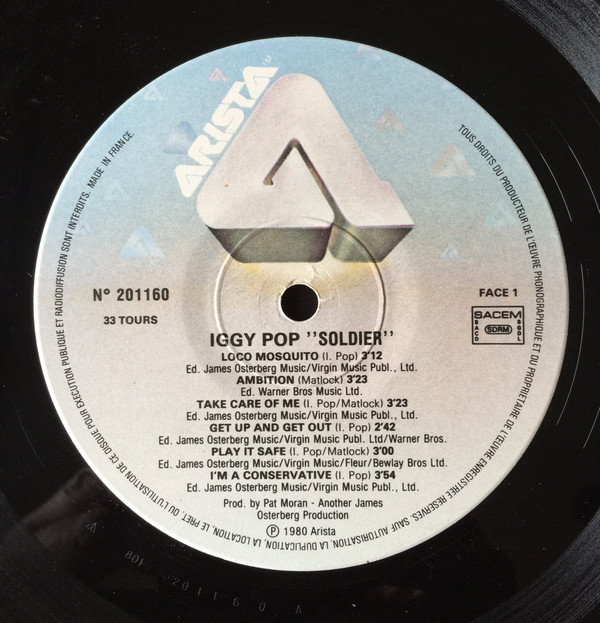 ARISTA™
TOUS DROITS DU PRODUCTEUR DE L'ŒUVRE PHONOGRAPHIQUE ET DU PROPRIETAIRE DE L'ŒUVRE ENREGISTREE RESERVES. SAUF AUTORISATION, LA DUPLICATION, LA LOCATION, LE PRET, OU L'UTILISATION DE CE DISQUE POUR EXECUTION PUBLIQUE ET RADIODIFFUSION SONT INTERDITS. MADE IN FRANCE.
N° 201160
33 TOURS
FACE 1
SACEM
SACD
SDRM
SGDL
IGGY POP "SOLDIER"
LOCO MOSQUITO (I. Pop) 3'12
Ed. James Osterberg Music/Virgin Music Publ., Ltd.
AMBITION (Matlock) 3'23
Ed. Warner Bros Music Ltd.
TAKE CARE OF ME (I. Pop/Matlock) 3'23
Ed. James Osterberg Music/Virgin Music Publ., Ltd.
GET UP AND GET OUT (I. Pop) 2'42
Ed. James Osterberg Music/Virgin Music Publ. Ltd/Warner Bros.
PLAY IT SAFE (I. Pop/Matlock) 3'00
Ed. James Osterberg Music/Virgin Music/Fleur/Bewlay Bros Ltd.
I'M A CONSERVATIVE (I. Pop) 3'54
Ed. James Osterberg Music/Virgin Music Publ., Ltd.
Prod. by Pat Moran - Another James
Osterberg Production
℗ 1980 Arista